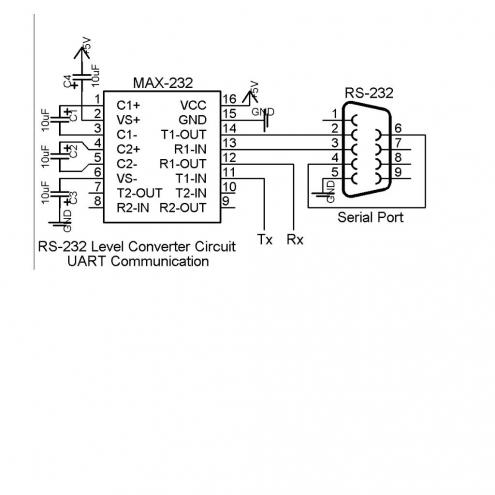 +5V
C4
10uF
MAX-232
1 C1+ VCC 16
2 VS+ GND 15
3 C1- T1-OUT 14
4 C2+ R1-IN 13
5 C2- R1-OUT 12
6 VS- T1-IN 11
7 T2-OUT T2-IN 10
8 R2-IN R2-OUT 9
10uF C1
10uF C2
10uF C3
GND
+5V
GND
RS-232
1
2 6
3 7
4 8
5 9
GND
Serial Port
Tx Rx
RS-232 Level Converter Circuit
UART Communication